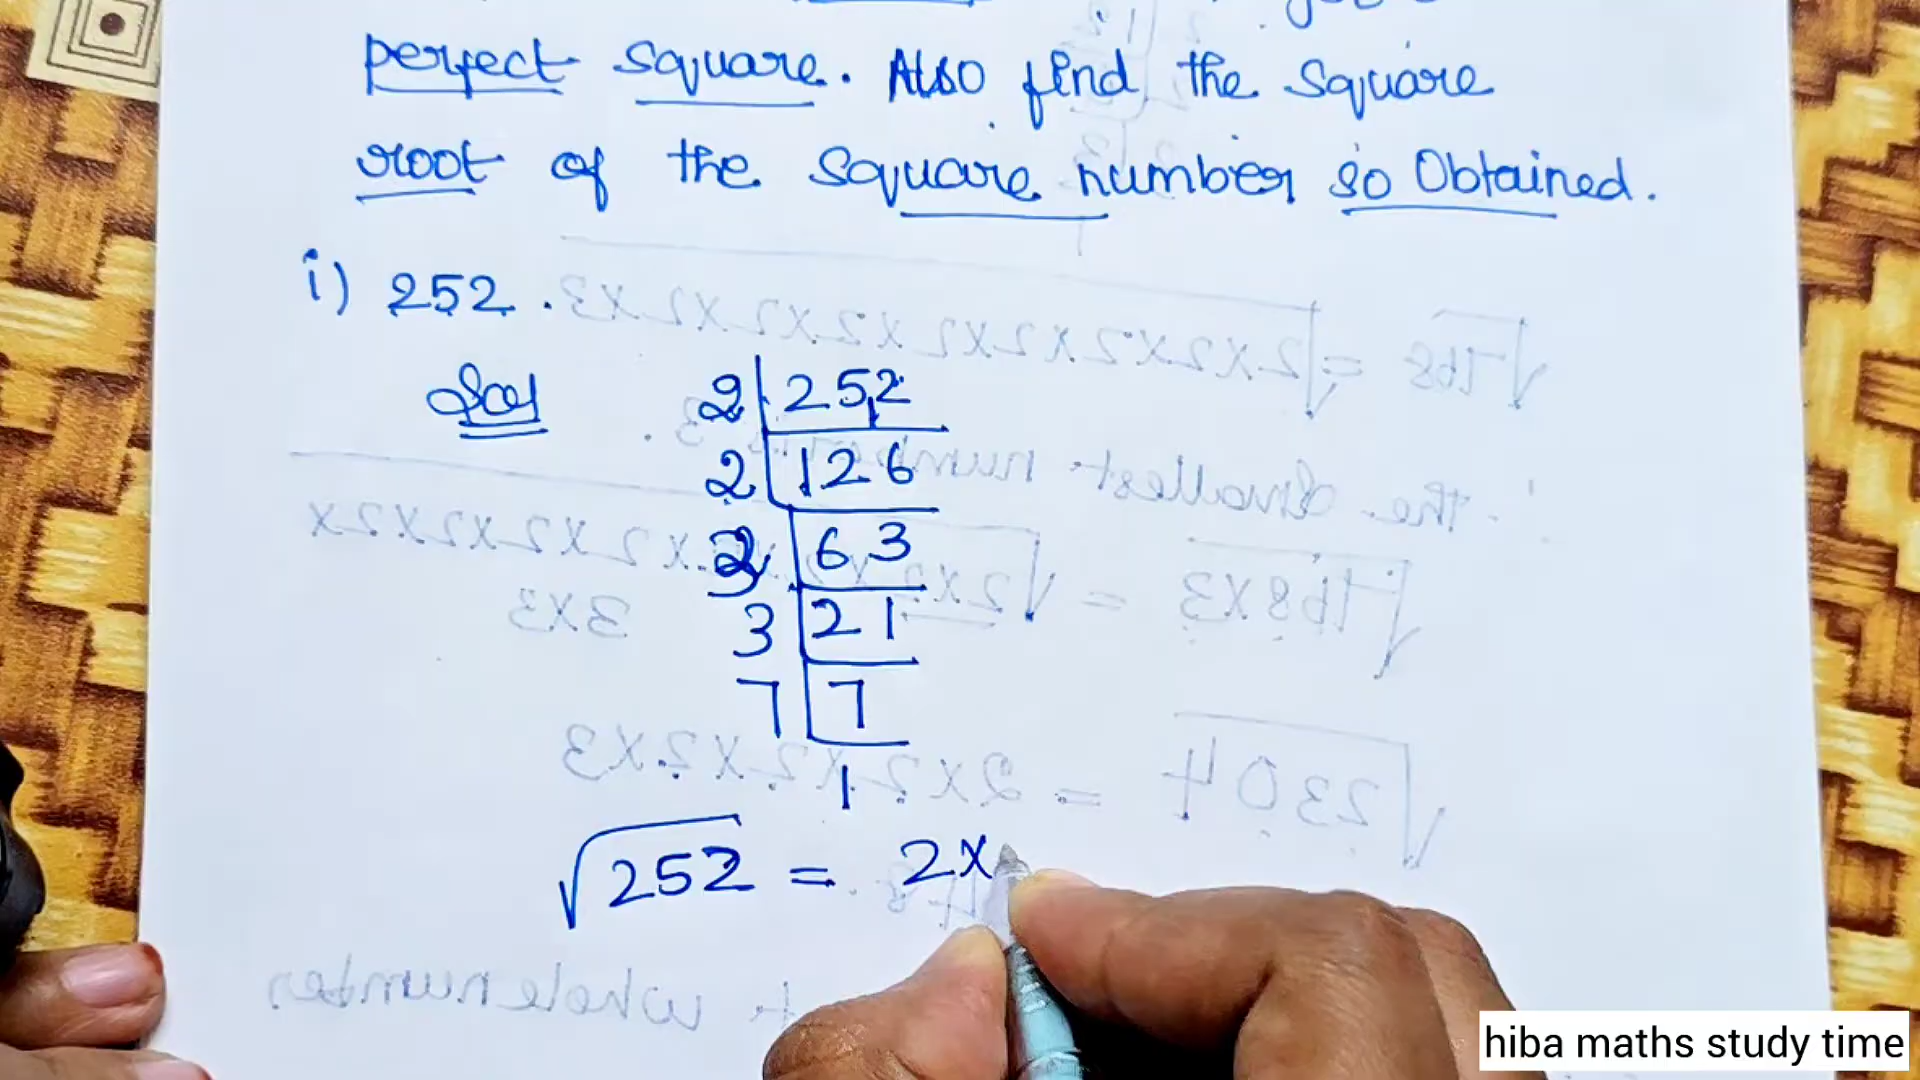 perfect square. Also find the square
root of the square number so obtained.
i) 252.
Sol
2 252
2 126
3 63
3 21
7 7
1
√252 = 2x
hiba maths study time